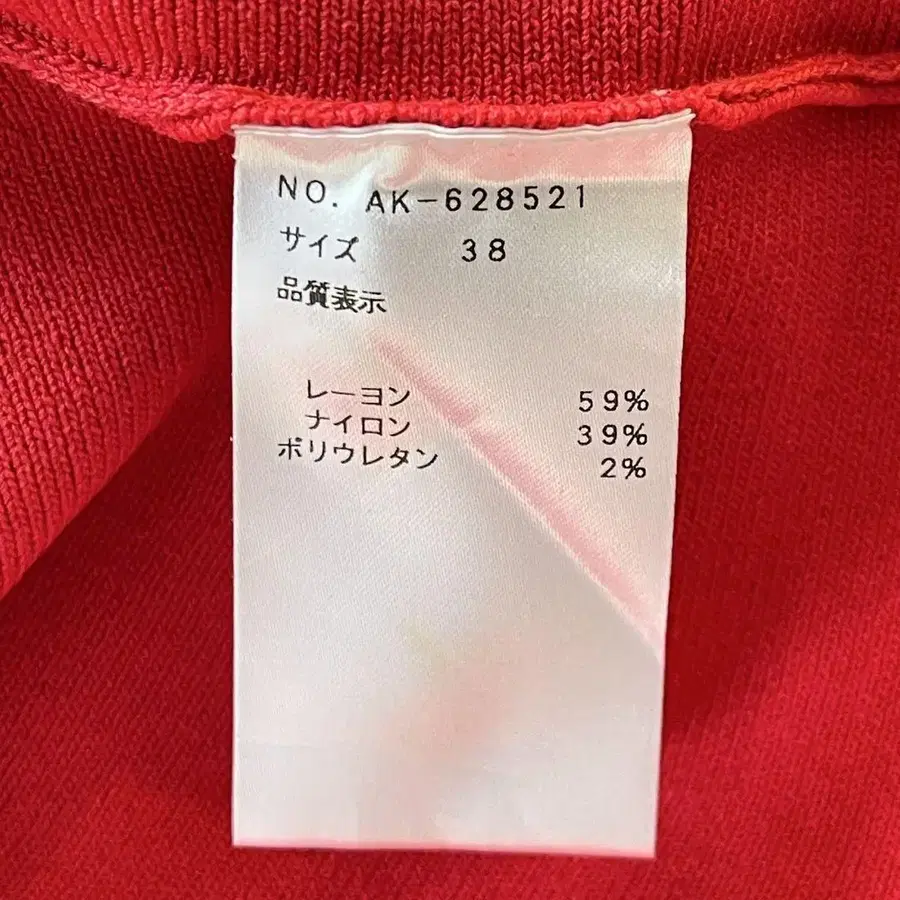 NO. AK-628521
サイズ 38
品質表示
レーヨン 59%
ナイロン 39%
ポリウレタン 2%